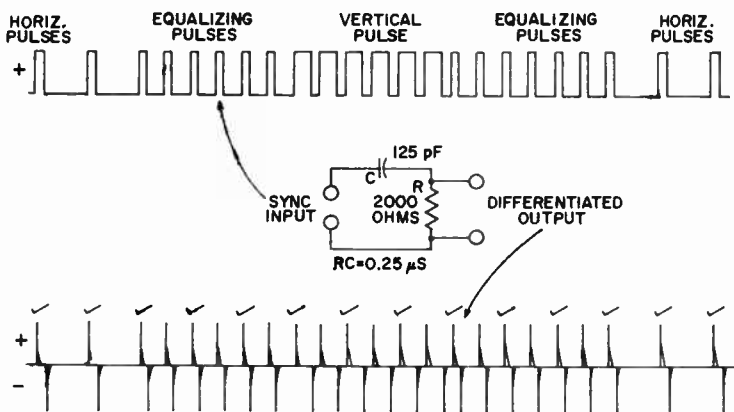 HORIZ.
PULSES
EQUALIZING
PULSES
VERTICAL
PULSE
EQUALIZING
PULSES
HORIZ.
PULSES
+
125 pF
C
R
2000
OHMS
SYNC
INPUT
DIFFERENTIATED
OUTPUT
RC=0.25 µS
+
−